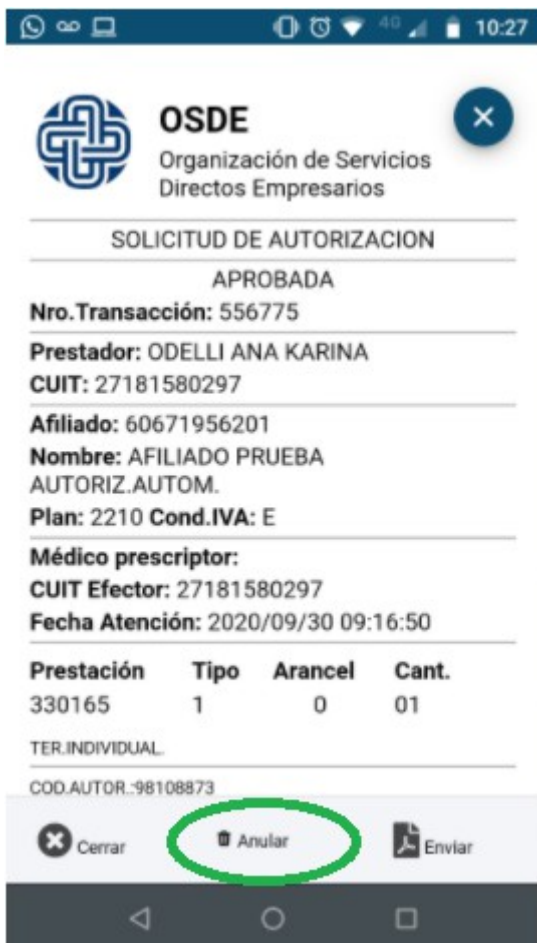 4G 10:27
OSDE
Organización de Servicios
Directos Empresarios
SOLICITUD DE AUTORIZACION
APROBADA
Nro.Transacción: 556775
Prestador: ODELLI ANA KARINA
CUIT: 27181580297
Afiliado: 60671956201
Nombre: AFILIADO PRUEBA
AUTORIZ.AUTOM.
Plan: 2210 Cond.IVA: E
Médico prescriptor:
CUIT Efector: 27181580297
Fecha Atención: 2020/09/30 09:16:50
Prestación Tipo Arancel Cant.
330165 1 0 01
TER.INDIVIDUAL.
COD.AUTOR.:98108873
Cerrar Anular Enviar